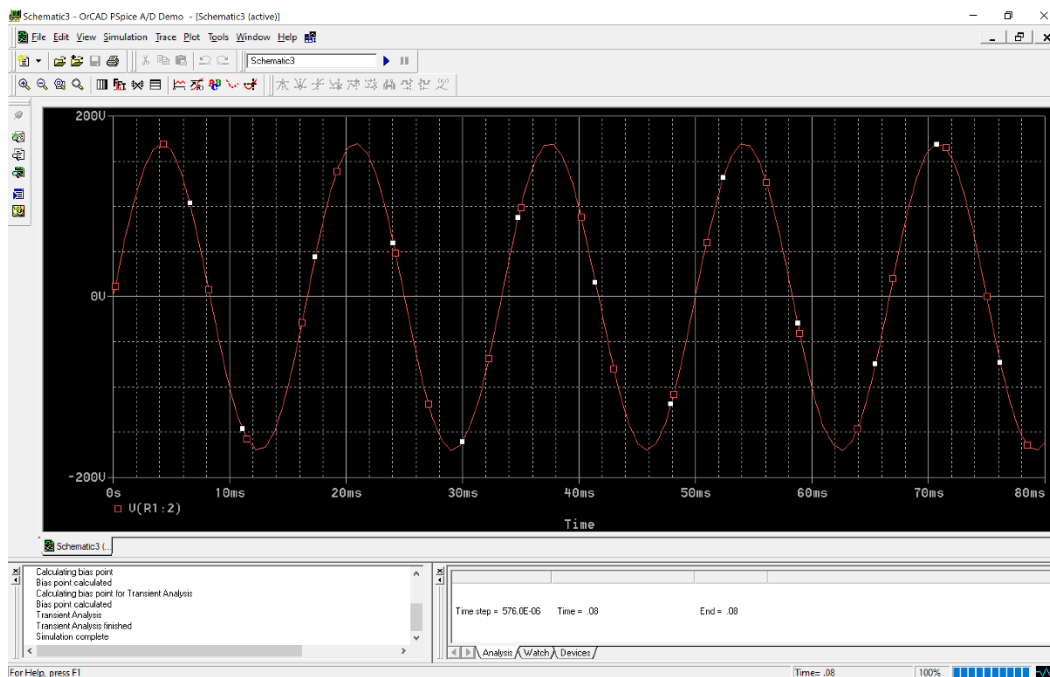 Schematic3 - OrCAD PSpice A/D Demo - [Schematic3 (active)]
File Edit View Simulation Trace Plot Tools Window Help
Schematic3
200V
0V
-200V
0s 10ms 20ms 30ms 40ms 50ms 60ms 70ms 80ms
V(R1:2)
Time
Schematic3 (...
Calculating bias point
Bias point calculated
Calculating bias point for Transient Analysis
Bias point calculated
Transient Analysis
Transient Analysis finished
Simulation complete
Time step = 576.0E-06 Time = .08 End = .08
Analysis Watch Devices
For Help, press F1 Time= .08 100%